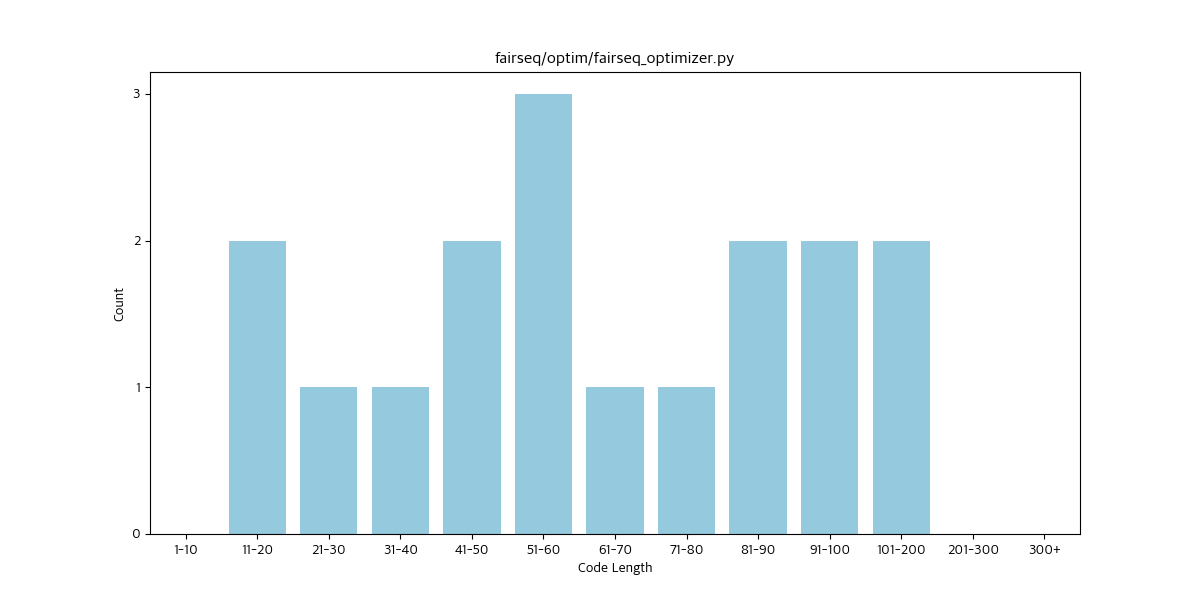 fairseq/optim/fairseq_optimizer.py
3
2
1
0
Count
1-10 11-20 21-30 31-40 41-50 51-60 61-70 71-80 81-90 91-100 101-200 201-300 300+
Code Length